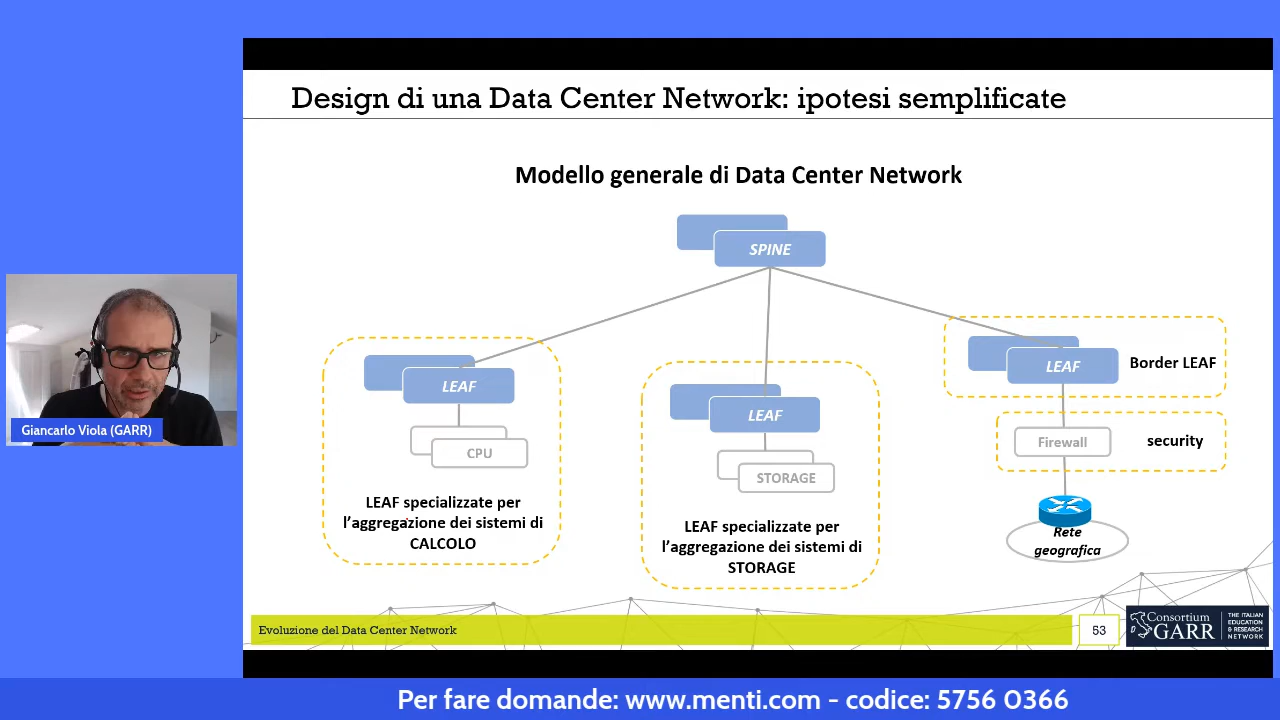 Design di una Data Center Network: ipotesi semplificate
Modello generale di Data Center Network
SPINE
LEAF
CPU
LEAF specializzate per
l'aggregazione dei sistemi di
CALCOLO
LEAF
STORAGE
LEAF specializzate per
l'aggregazione dei sistemi di
STORAGE
LEAF
Border LEAF
Firewall
security
Rete
geografica
Giancarlo Viola (GARR)
Evoluzione del Data Center Network
53
Consortium
GARR
THE ITALIAN
EDUCATION
& RESEARCH
NETWORK
Per fare domande: www.menti.com - codice: 5756 0366